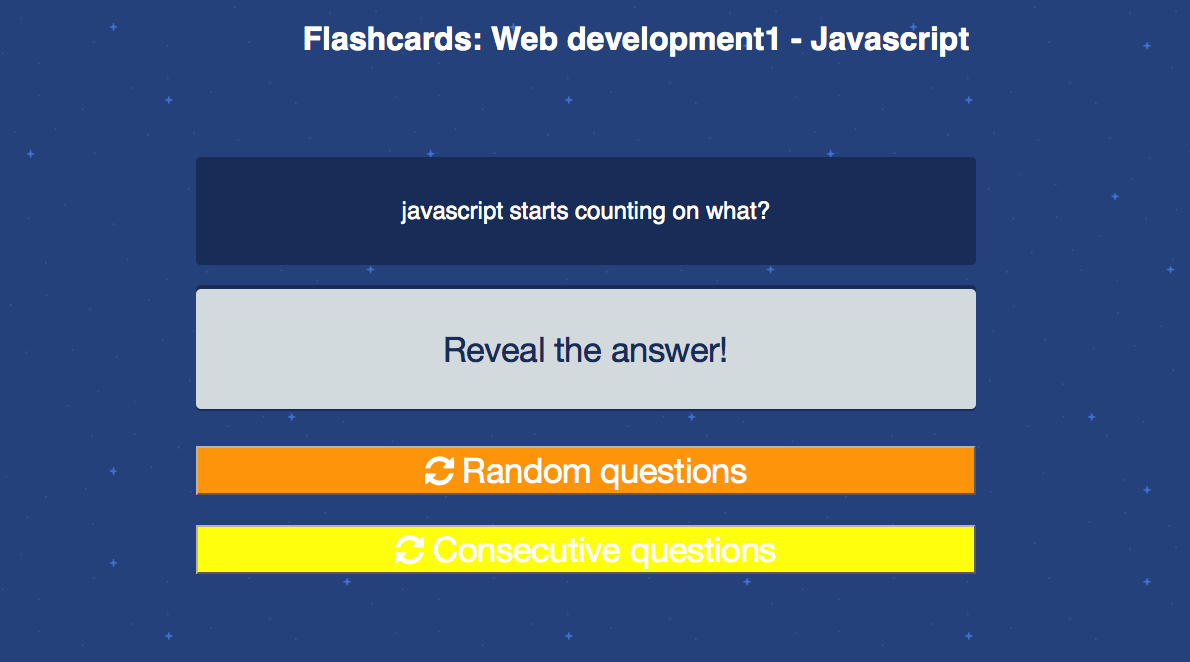 Flashcards: Web development1 - Javascript
javascript starts counting on what?
Reveal the answer!
Random questions
Consecutive questions